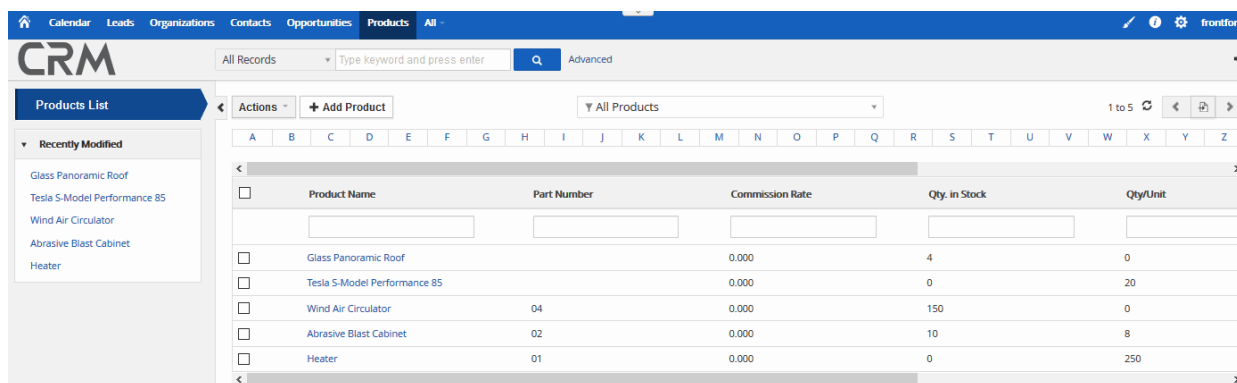 Calendar Leads Organizations Contacts Opportunities Products All
CRM
All Records Type keyword and press enter Advanced
Products List
Actions + Add Product All Products 1 to 5
A B C D E F G H I J K L M N O P Q R S T U V W X Y Z
Recently Modified
Glass Panoramic Roof
Tesla S-Model Performance 85
Wind Air Circulator
Abrasive Blast Cabinet
Heater
Product Name Part Number Commission Rate Qty. in Stock Qty/Unit
Glass Panoramic Roof 0.000 4 0
Tesla S-Model Performance 85 0.000 0 20
Wind Air Circulator 04 0.000 150 0
Abrasive Blast Cabinet 02 0.000 10 8
Heater 01 0.000 0 250